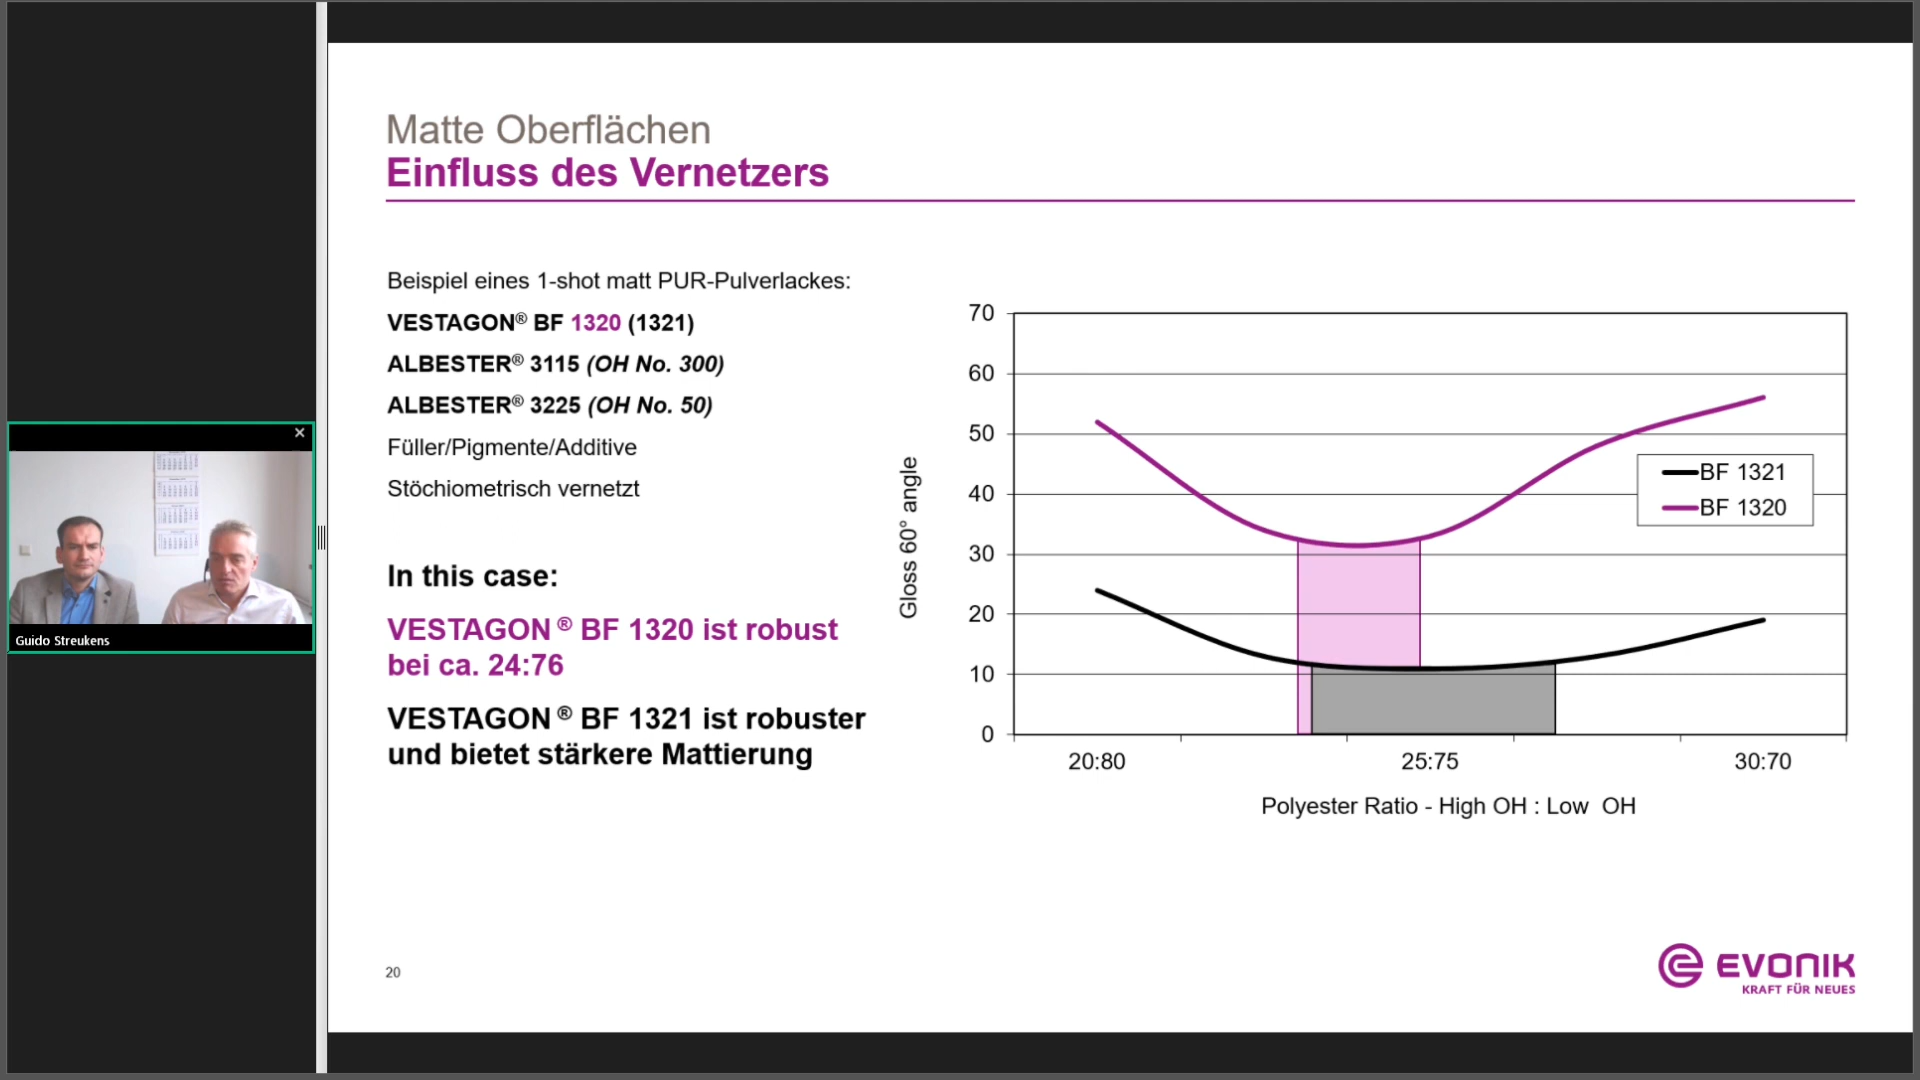 Matte Oberflächen
Einfluss des Vernetzers
Beispiel eines 1-shot matt PUR-Pulverlackes:
VESTAGON® BF 1320 (1321)
ALBESTER® 3115 (OH No. 300)
ALBESTER® 3225 (OH No. 50)
Füller/Pigmente/Additive
Stöchiometrisch vernetzt
In this case:
VESTAGON ® BF 1320 ist robust
bei ca. 24:76
VESTAGON ® BF 1321 ist robuster
und bietet stärkere Mattierung
Gloss 60° angle
70
60
50
40
30
20
10
0
BF 1321
BF 1320
20:80
25:75
30:70
Polyester Ratio - High OH : Low OH
20
EVONIK
KRAFT FÜR NEUES
Guido Streukens